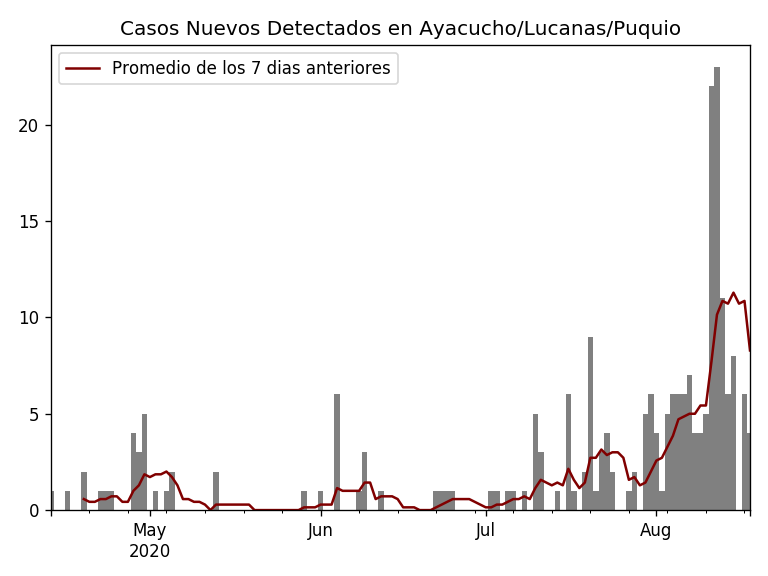 Casos Nuevos Detectados en Ayacucho/Lucanas/Puquio
Promedio de los 7 dias anteriores
20
15
10
5
0
May Jun Jul Aug
2020